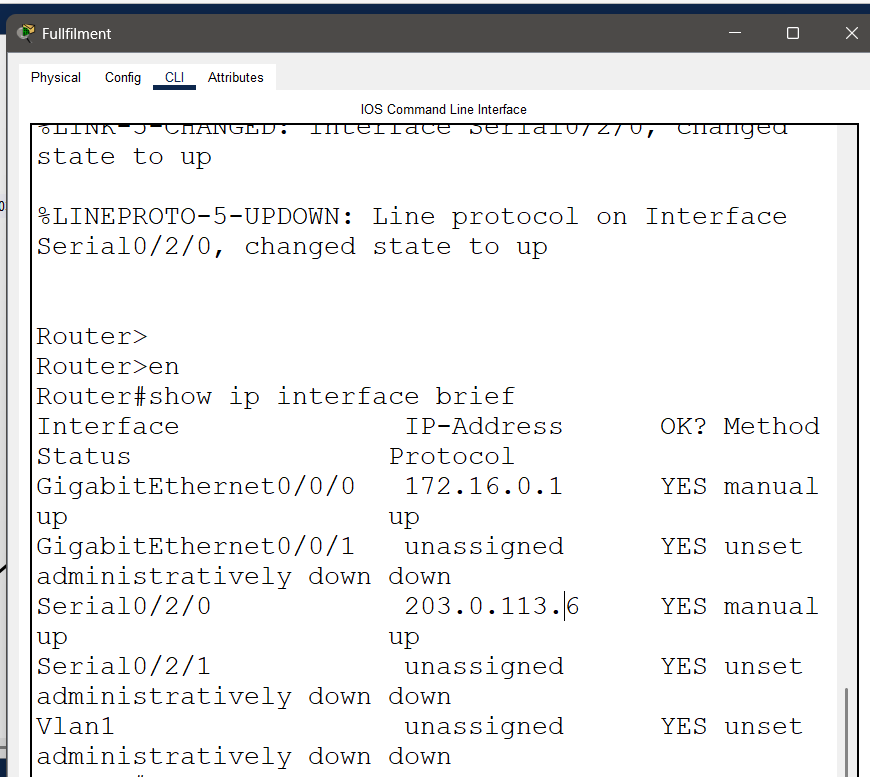 Fullfilment
Physical Config CLI Attributes
IOS Command Line Interface
%LINK-5-CHANGED: Interface Serial0/2/0, changed
state to up
%LINEPROTO-5-UPDOWN: Line protocol on Interface
Serial0/2/0, changed state to up
Router>
Router>en
Router#show ip interface brief
Interface IP-Address OK? Method
Status Protocol
GigabitEthernet0/0/0 172.16.0.1 YES manual
up up
GigabitEthernet0/0/1 unassigned YES unset
administratively down down
Serial0/2/0 203.0.113.6 YES manual
up up
Serial0/2/1 unassigned YES unset
administratively down down
Vlan1 unassigned YES unset
administratively down down